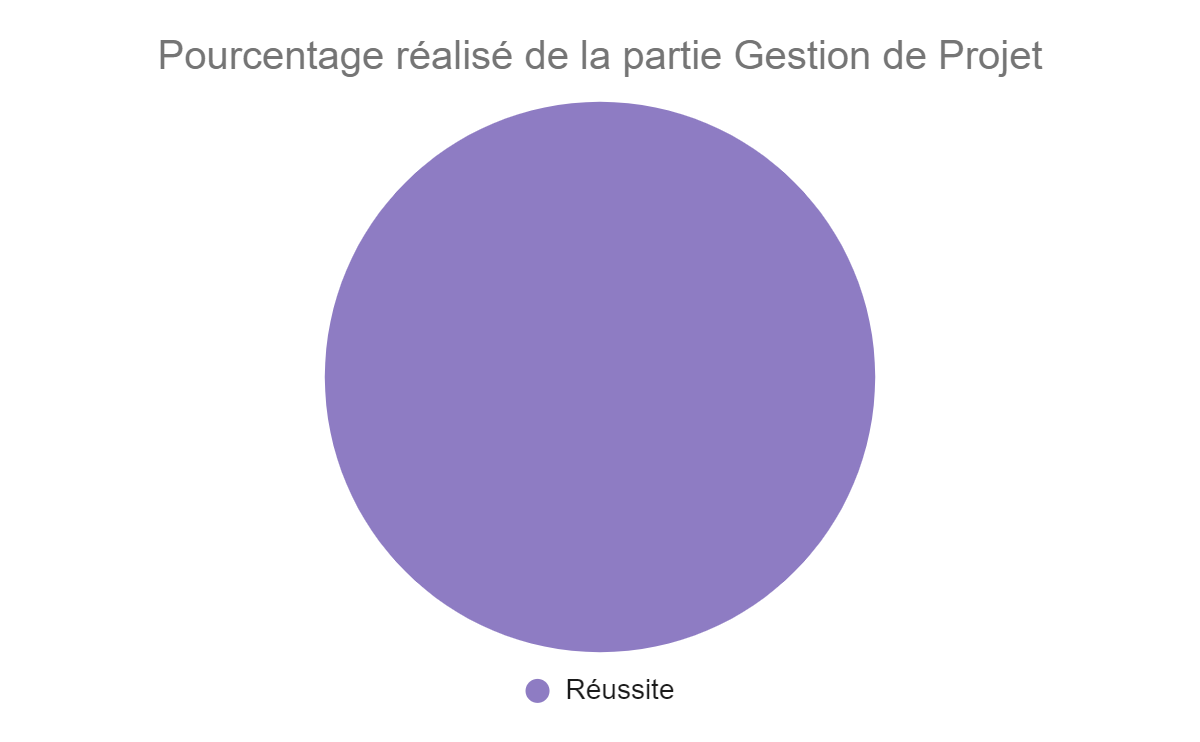 Pourcentage réalisé de la partie Gestion de Projet
Réussite